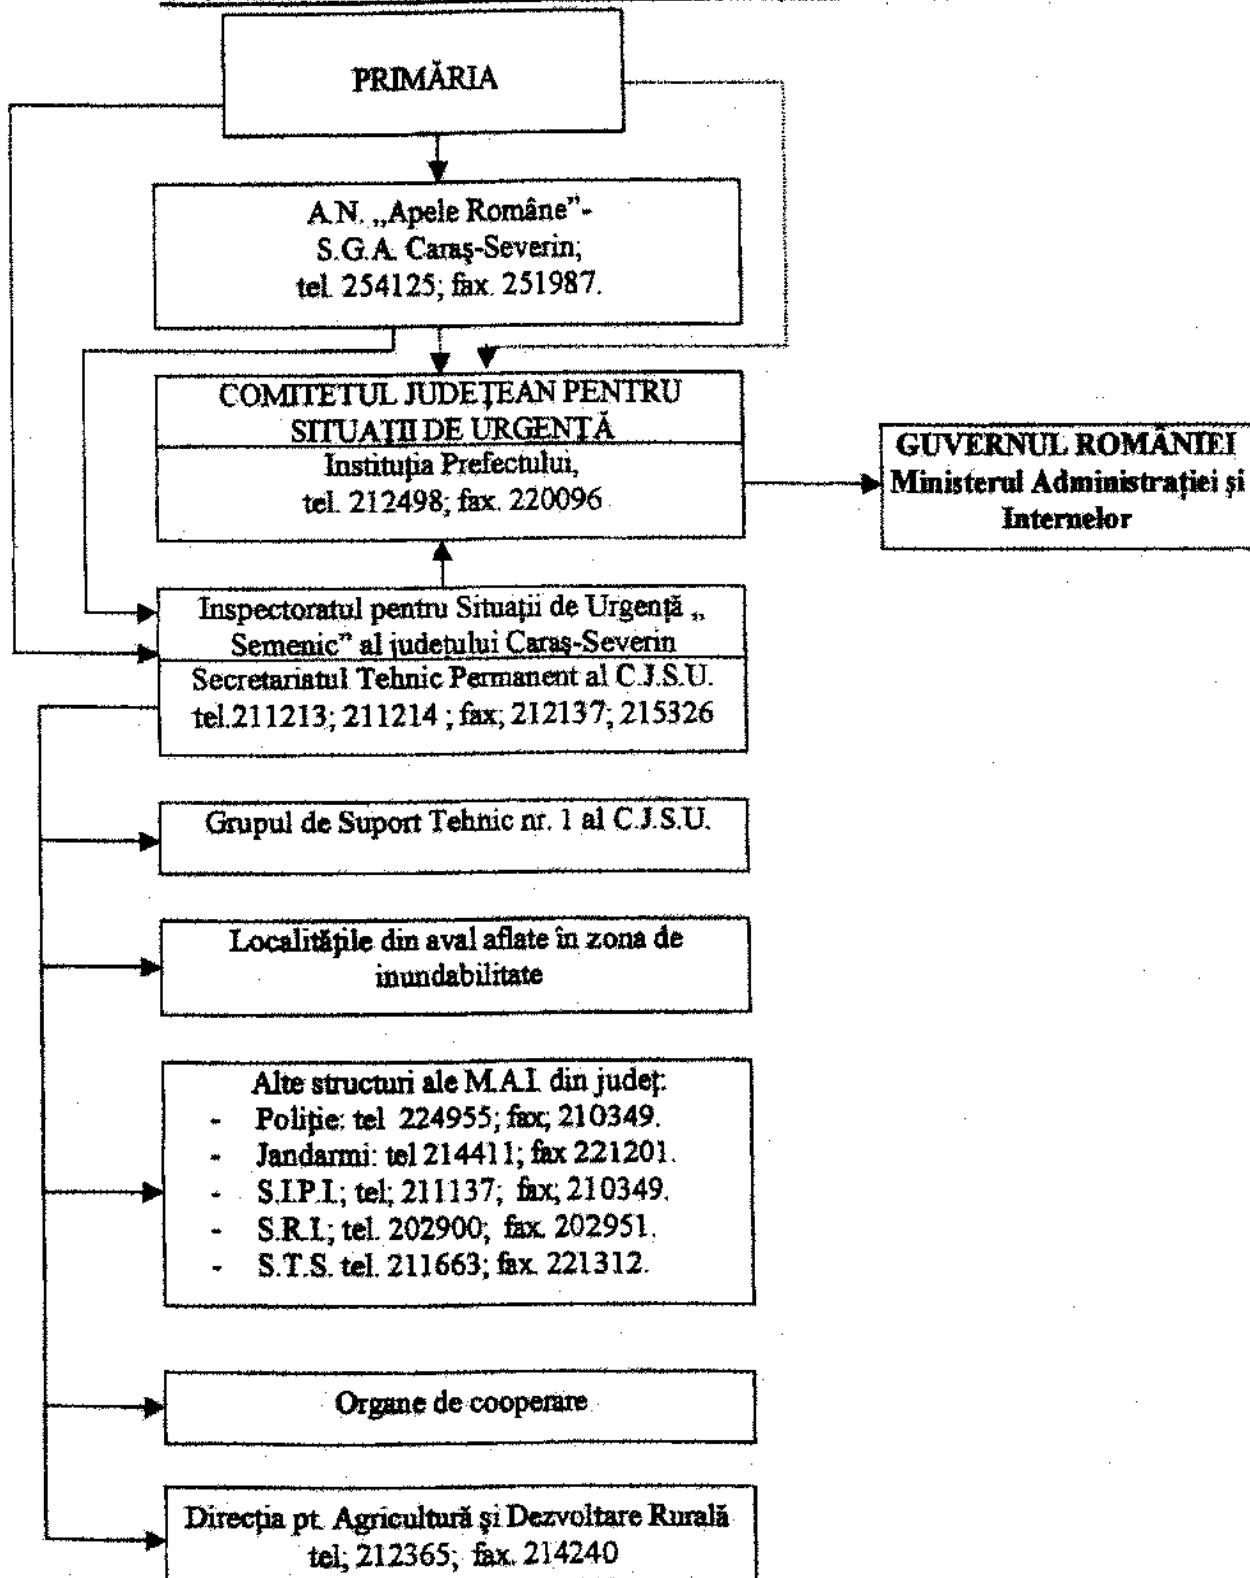 PRIMĂRIA
A.N. „Apele Române”-
S.G.A. Caraş-Severin;
tel. 254125; fax. 251987.
COMITETUL JUDEŢEAN PENTRU
SITUAŢII DE URGENŢĂ
Instituţia Prefectului,
tel. 212498; fax. 220096
GUVERNUL ROMÂNIEI
Ministerul Administraţiei şi
Internelor
Inspectoratul pentru Situaţii de Urgenţă „
Semenic” al judeţului Caraş-Severin
Secretariatul Tehnic Permanent al C.J.S.U.
tel.211213; 211214 ; fax; 212137; 215326
Grupul de Suport Tehnic nr. 1 al C.J.S.U.
Localităţile din aval aflate în zona de
inundabilitate
Alte structuri ale M.A.I. din judeţ:
- Poliţie: tel 224955; fax; 210349.
- Jandarmi: tel 214411; fax 221201.
- S.I.P.I.; tel; 211137; fax; 210349.
- S.R.I.; tel. 202900; fax. 202951.
- S.T.S. tel. 211663; fax. 221312.
Organe de cooperare
Direcţia pt. Agricultură şi Dezvoltare Rurală
tel; 212365; fax. 214240